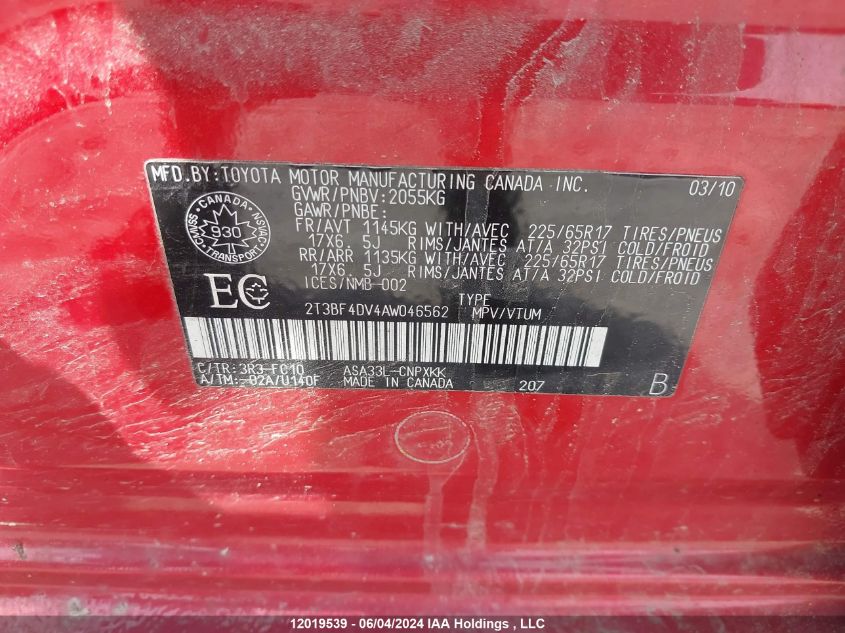 MFD.BY:TOYOTA MOTOR MANUFACTURING CANADA INC. 03/10
GVWR/PNBV:2055KG
GAWR/PNBE:
FR/AVT 1145KG WITH/AVEC 225/65R17 TIRES/PNEUS
17X6.5J RIMS/JANTES AT/A 32PSI COLD/FROID
RR/ARR 1135KG WITH/AVEC 225/65R17 TIRES/PNEUS
17X6.5J RIMS/JANTES AT/A 32PSI COLD/FROID
ICES/NMB-002
CANADA
930
TRANSPORT
EC
TYPE
2T3BF4DV4AW046562 MPV/VTUM
C/TR:3R3-FC10 ASA33L-CNPXKK
A/TM:-02A/U140F MADE IN CANADA 207 B
12019539 - 06/04/2024 IAA Holdings , LLC